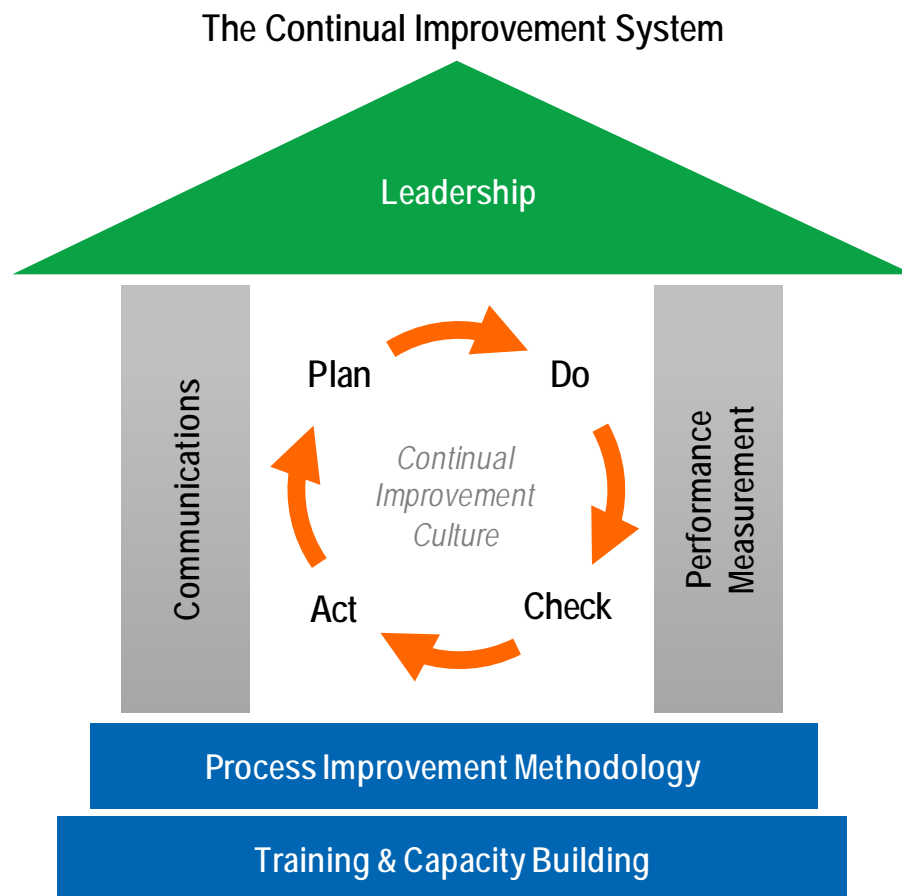 The Continual Improvement System
Leadership
Communications
Plan
Do
Continual
Improvement
Culture
Act
Check
Performance
Measurement
Process Improvement Methodology
Training & Capacity Building